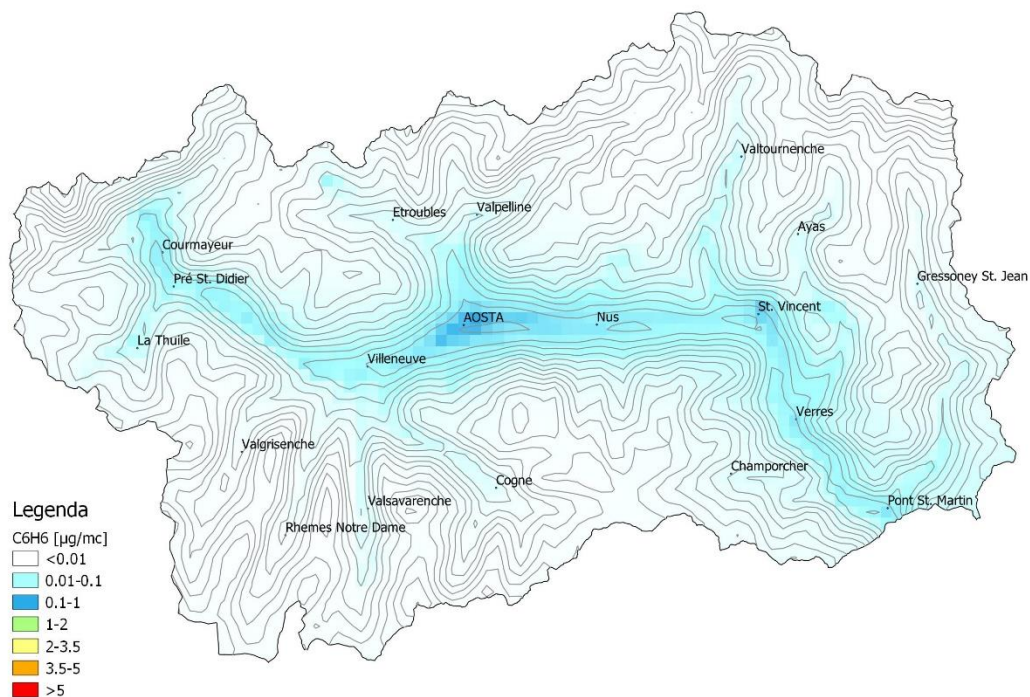 Valtournenche
Etroubles
Valpelline
Ayas
Courmayeur
Gressoney St. Jean
Pré St. Didier
AOSTA
Nus
St. Vincent
La Thuile
Villeneuve
Verres
Valgrisenche
Champorcher
Cogne
Valsavarenche
Pont St. Martin
Rhemes Notre Dame
Legenda
C6H6 [µg/mc]
<0.01
0.01-0.1
0.1-1
1-2
2-3.5
3.5-5
>5